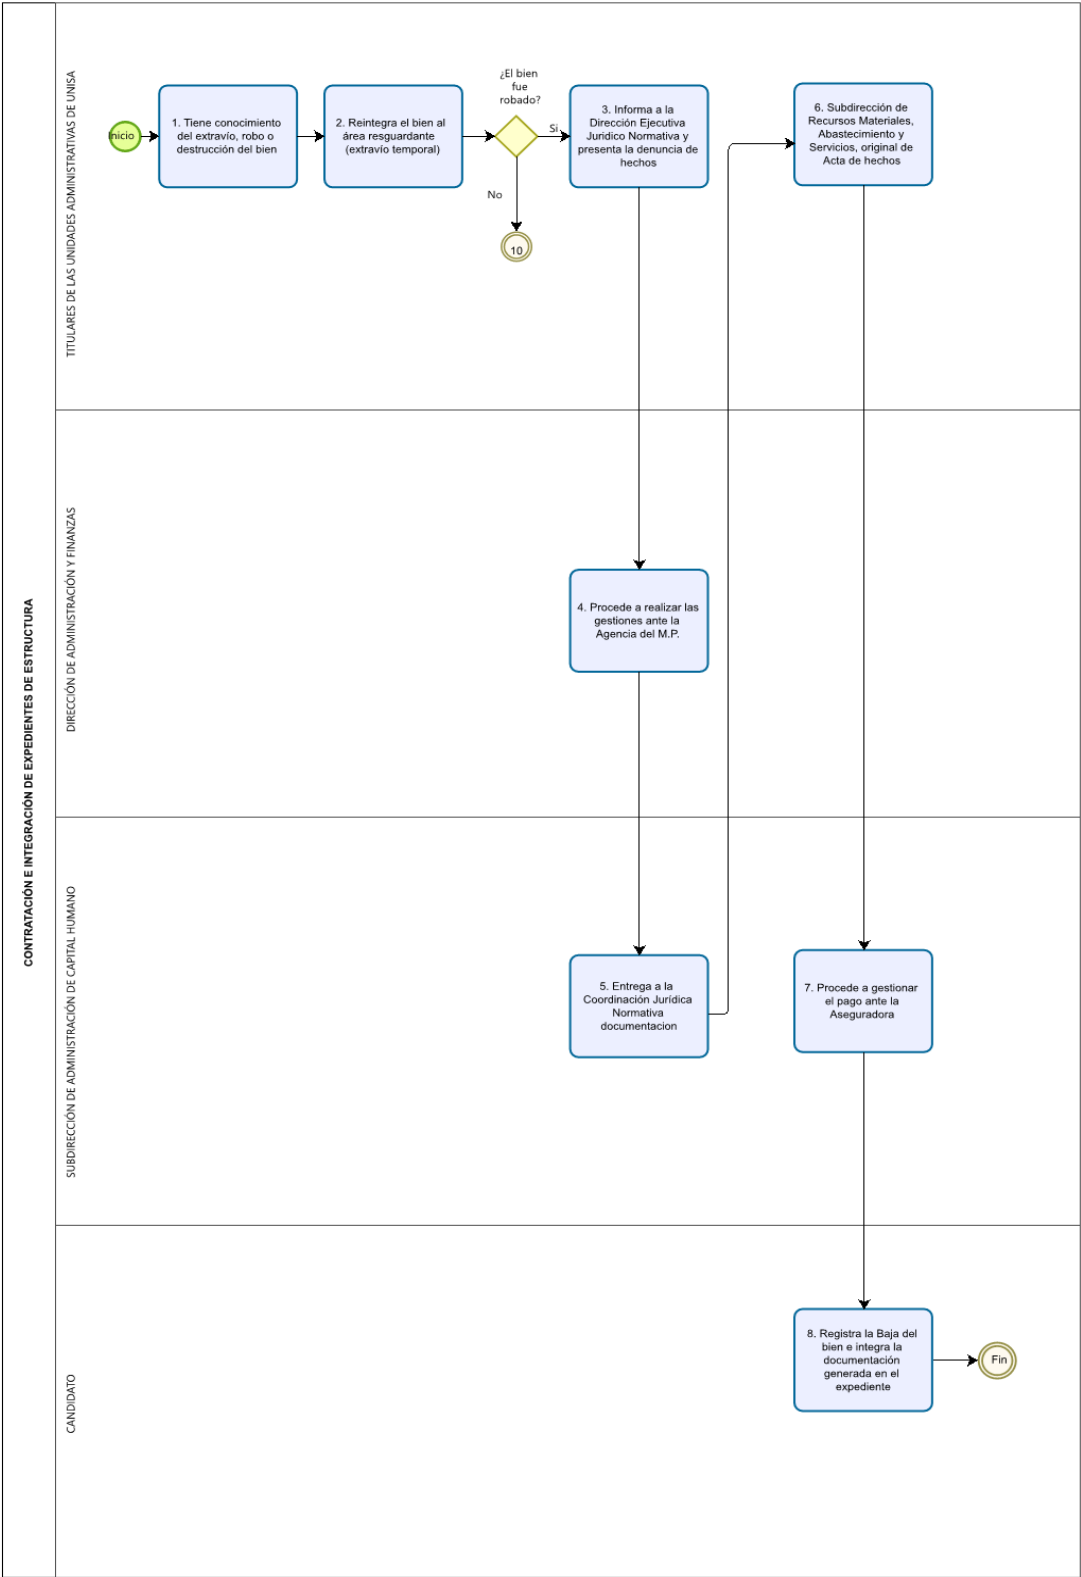 CONTRATACIÓN E INTEGRACIÓN DE EXPEDIENTES DE ESTRUCTURA
TITULARES DE LAS UNIDADES ADMINISTRATIVAS DE UNISA
Inicio
1. Tiene conocimiento
del extravío, robo o
destrucción del bien
2. Reintegra el bien al
área resguardante
(extravío temporal)
¿El bien
fue
robado?
Si
No
10
3. Informa a la
Dirección Ejecutiva
Juridico Normativa y
presenta la denuncia de
hechos
6. Subdirección de
Recursos Materiales,
Abastecimiento y
Servicios, original de
Acta de hechos
DIRECCIÓN DE ADMINISTRACIÓN Y FINANZAS
4. Procede a realizar las
gestiones ante la
Agencia del M.P.
SUBDIRECCIÓN DE ADMINISTRACIÓN DE CAPITAL HUMANO
5. Entrega a la
Coordinación Jurídica
Normativa
documentacion
7. Procede a gestionar
el pago ante la
Aseguradora
CANDIDATO
8. Registra la Baja del
bien e integra la
documentación
generada en el
expediente
Fin